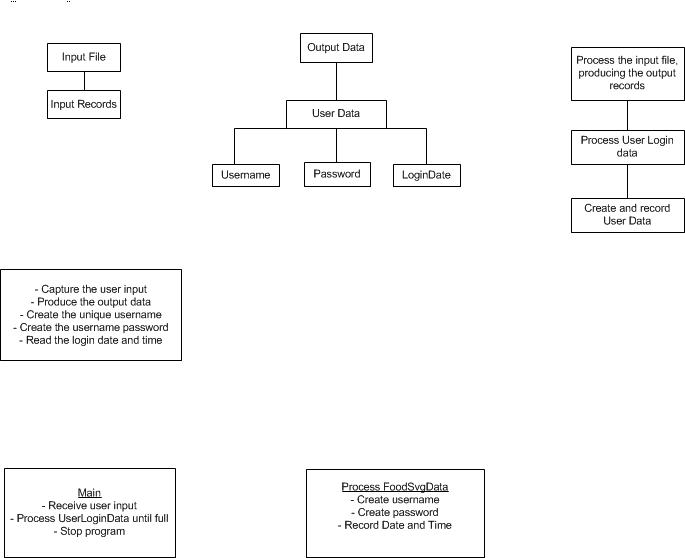 Input File
Input Records
Output Data
User Data
Username
Password
LoginDate
Process the input file,
producing the output
records
Process User Login
data
Create and record
User Data
- Capture the user input
- Produce the output data
- Create the unique username
- Create the username password
- Read the login date and time
Main
- Receive user input
- Process UserLoginData until full
- Stop program
Process FoodSvgData
- Create username
- Create password
- Record Date and Time